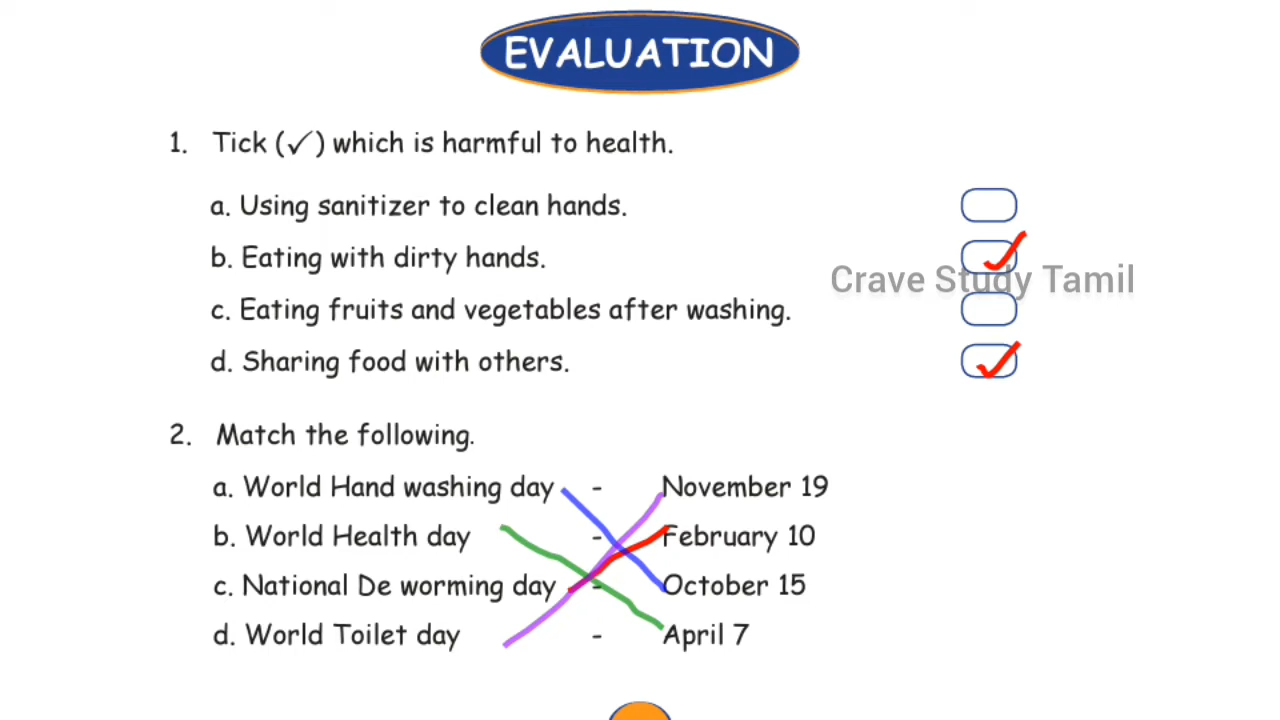 EVALUATION
1. Tick (✓) which is harmful to health.
a. Using sanitizer to clean hands.
b. Eating with dirty hands. ✓
Crave Study Tamil
c. Eating fruits and vegetables after washing.
d. Sharing food with others. ✓
2. Match the following.
a. World Hand washing day - November 19
b. World Health day - February 10
c. National De worming day - October 15
d. World Toilet day - April 7